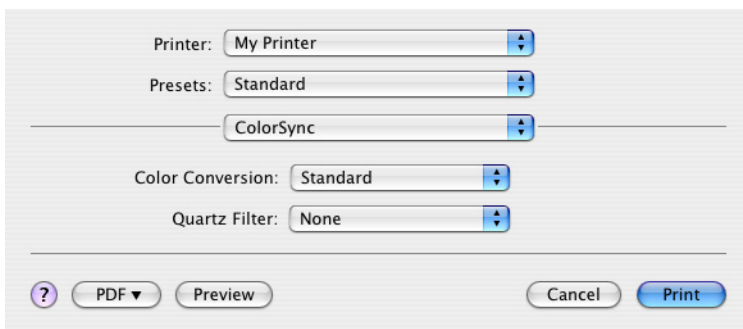 Printer: My Printer
Presets: Standard
ColorSync
Color Conversion: Standard
Quartz Filter: None
? PDF▼ Preview Cancel Print